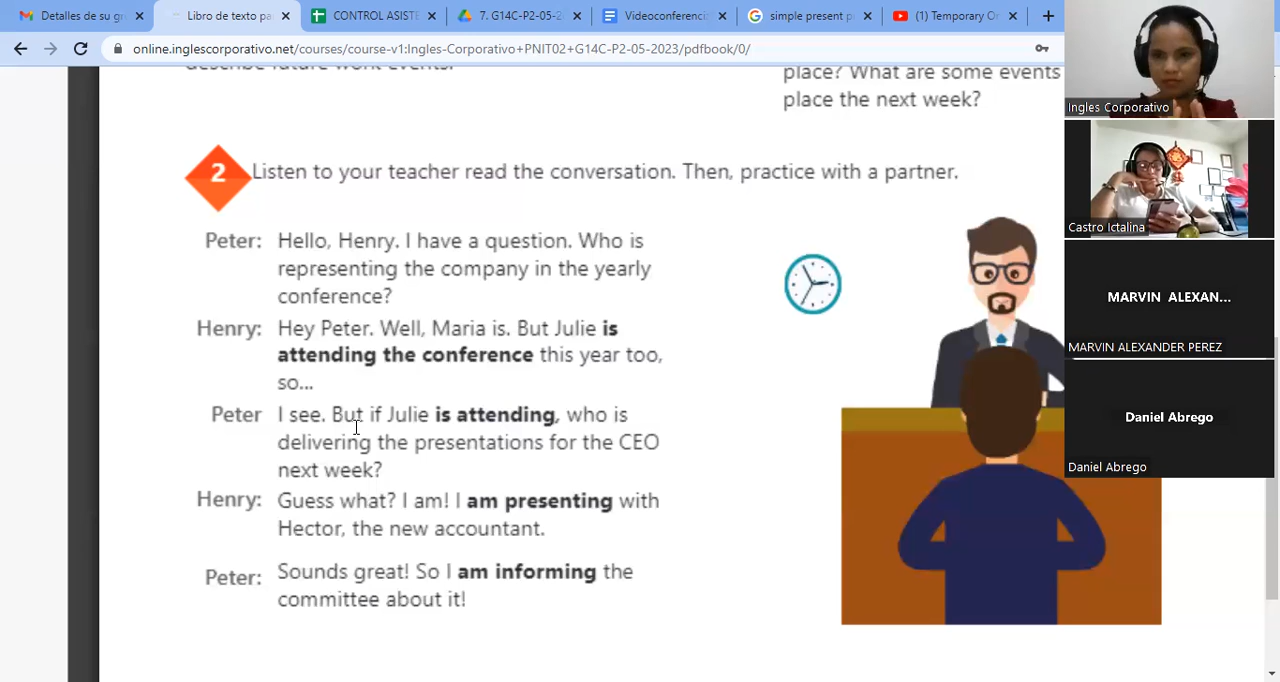 Detalles de su gr
Libro de texto pa
CONTROL ASIST
7. G14C-P2-05-2
Videoconferenci
simple present p
(1) Temporary O
online.inglescorporativo.net/courses/course-v1:Ingles-Corporativo+PNIT02+G14C-P2-05-2023/pdfbook/0/
describe future work events.
place? What are some events
place the next week?
2
Listen to your teacher read the conversation. Then, practice with a partner.
Peter: Hello, Henry. I have a question. Who is
representing the company in the yearly
conference?
Henry: Hey Peter. Well, Maria is. But Julie is
attending the conference this year too,
so...
Peter I see. But if Julie is attending, who is
delivering the presentations for the CEO
next week?
Henry: Guess what? I am! I am presenting with
Hector, the new accountant.
Peter: Sounds great! So I am informing the
committee about it!
Ingles Corporativo
Castro Ictalina
MARVIN ALEXAN...
MARVIN ALEXANDER PEREZ
Daniel Abrego
Daniel Abrego